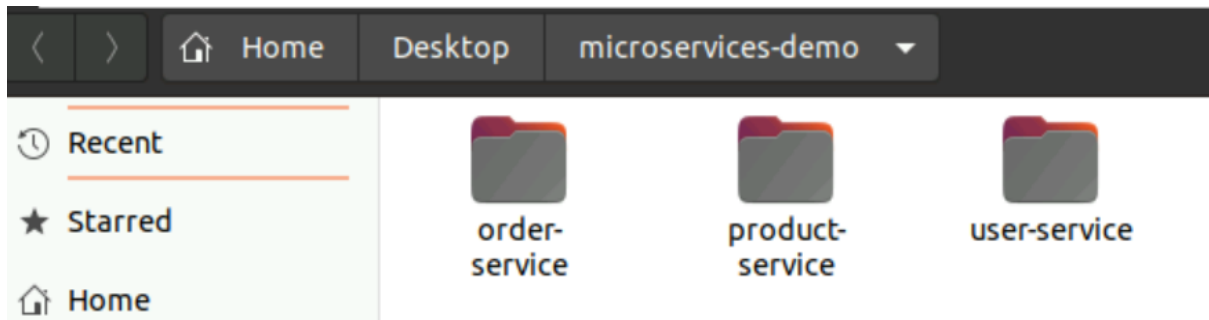 Home Desktop microservices-demo
Recent
Starred
Home
order-
service
product-
service
user-service